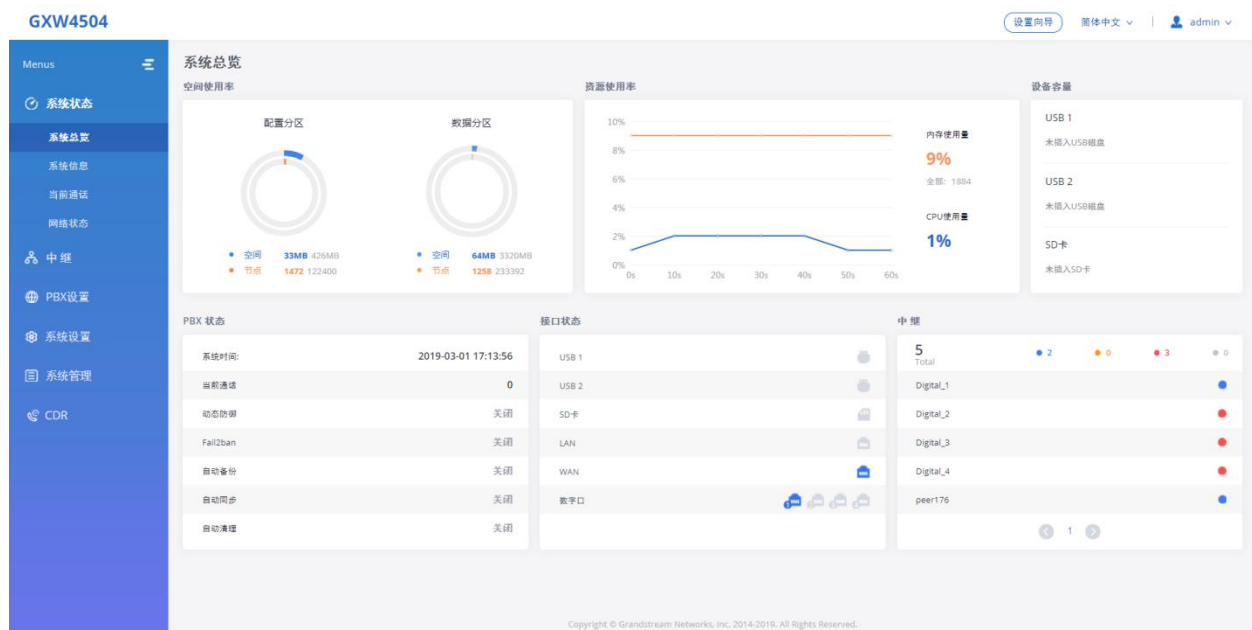 GXW4504
设置向导 简体中文 admin
Menus
系统状态
系统总览
系统信息
当前通话
网络状态
中继
PBX设置
系统设置
系统管理
CDR
系统总览
空间使用率
配置分区 数据分区
空间 33MB 426MB
节点 1472 122400
空间 64MB 3320MB
节点 1258 233392
资源使用率
10%
8%
6%
4%
2%
0%
0s 10s 20s 30s 40s 50s 60s
内存使用量
9%
全部: 1884
CPU使用量
1%
设备容量
USB 1
未插入USB磁盘
USB 2
未插入USB磁盘
SD卡
未插入SD卡
PBX 状态
系统时间: 2019-03-01 17:13:56
当前通话 0
动态防御 关闭
Fail2ban 关闭
自动备份 关闭
自动同步 关闭
自动清理 关闭
接口状态
USB 1
USB 2
SD卡
LAN
WAN
数字口
中继
5
Total
2 0 3 0
Digital_1
Digital_2
Digital_3
Digital_4
peer176
1
Copyright © Grandstream Networks, Inc. 2014-2019. All Rights Reserved.